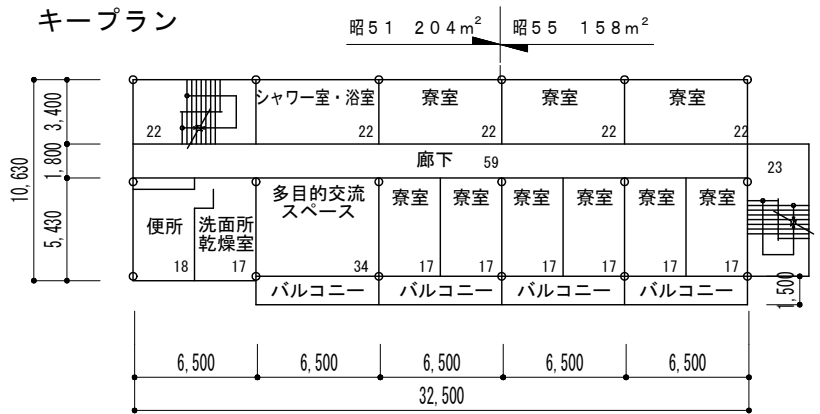 キープラン
昭５１　２０４m²　昭５５　１５８m²
シャワー室・浴室　寮室　寮室　寮室
22　22　22　22　22
廊下　59
23
便所　洗面所
乾燥室
多目的交流
スペース
寮室　寮室　寮室　寮室　寮室　寮室
18　17　34　17　17　17　17　17　17
バルコニー　バルコニー　バルコニー　バルコニー
10,630
3,400
1,800
5,430
1,500
6,500　6,500　6,500　6,500　6,500
32,500